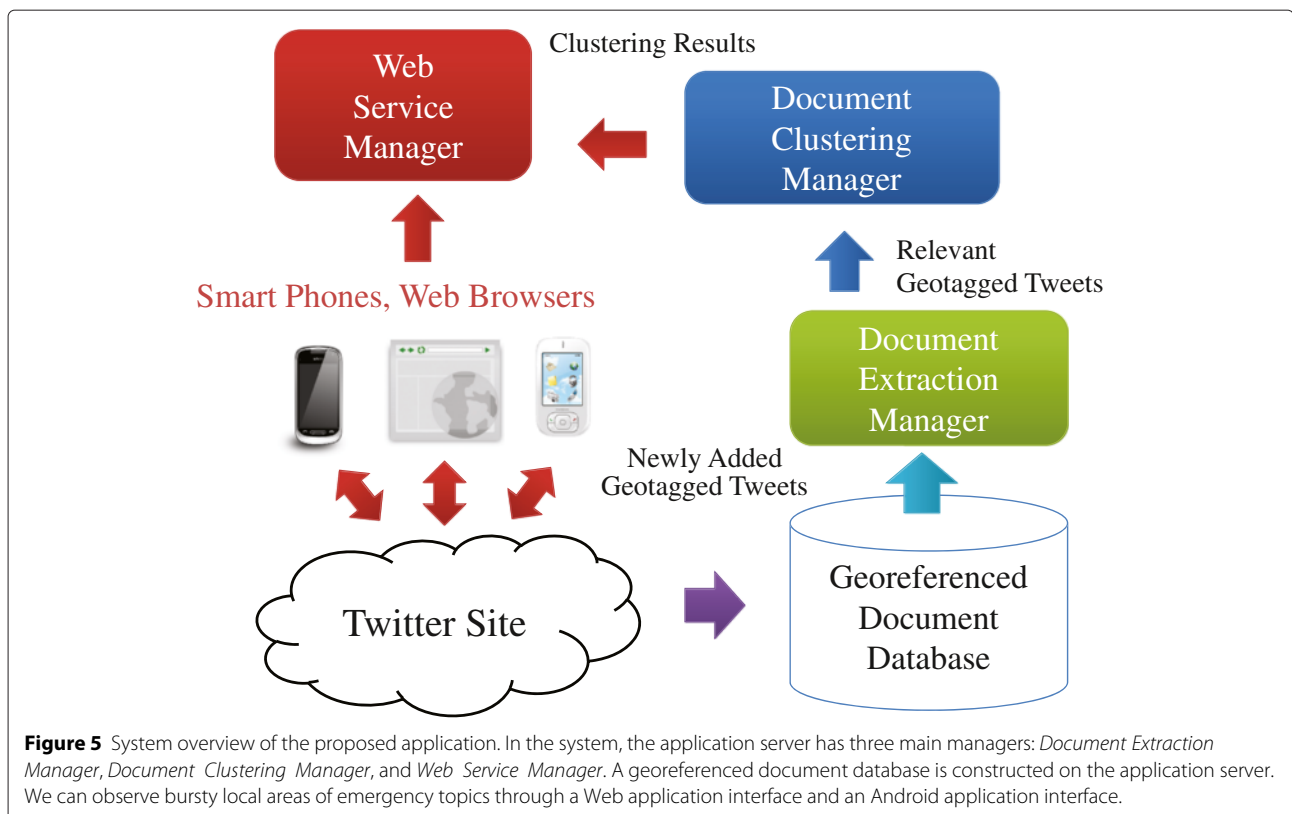 Clustering Results
Web
Service
Manager
Document
Clustering
Manager
Relevant
Geotagged Tweets
Smart Phones, Web Browsers
Document
Extraction
Manager
Newly Added
Geotagged Tweets
Twitter Site
Georeferenced
Document
Database
Figure 5 System overview of the proposed application. In the system, the application server has three main managers: Document Extraction
Manager, Document Clustering Manager, and Web Service Manager. A georeferenced document database is constructed on the application server.
We can observe bursty local areas of emergency topics through a Web application interface and an Android application interface.